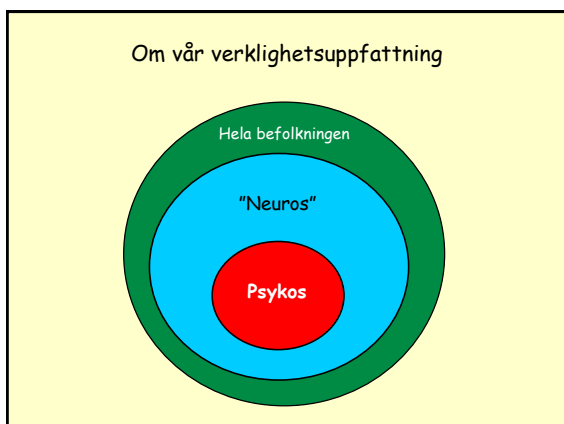 Om vår verklighetsuppfattning
Hela befolkningen
”Neuros”
Psykos